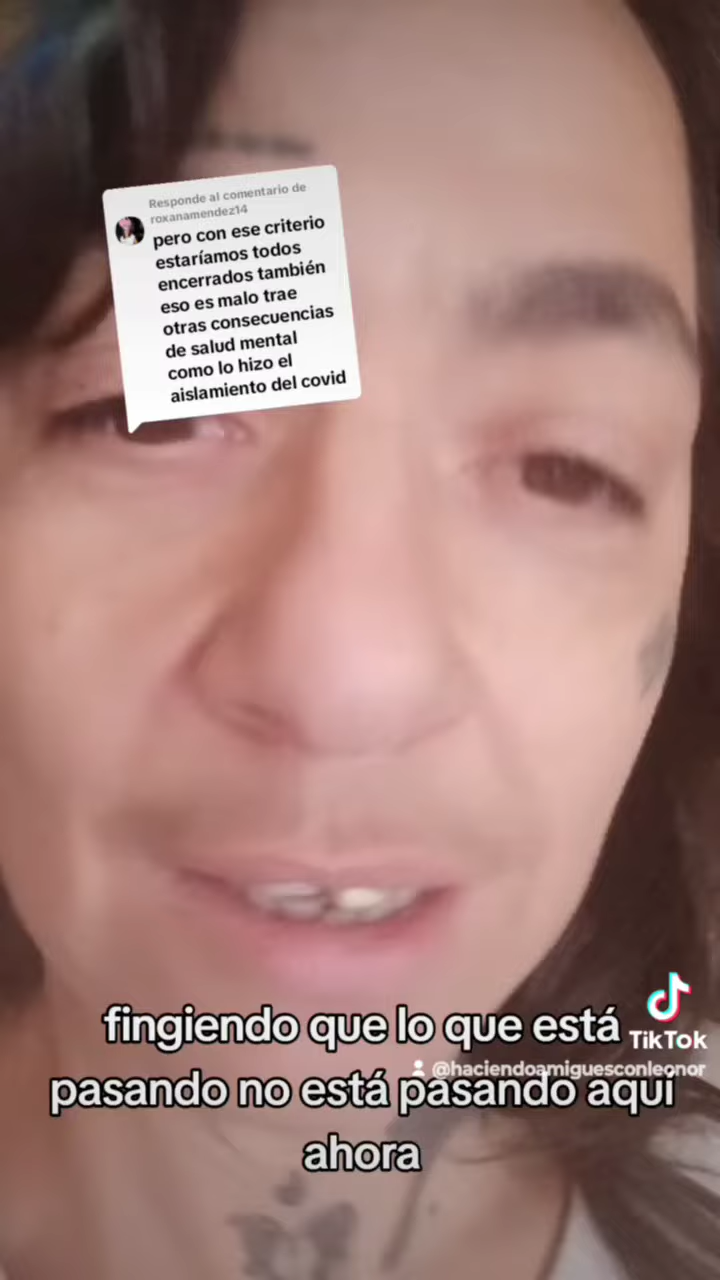 Responde al comentario de
roxanamendez14
pero con ese criterio
estaríamos todos
encerrados también
eso es malo trae
otras consecuencias
de salud mental
como lo hizo el
aislamiento del covid
fingiendo que lo que está
TikTok
@haciendoamiguesconleonor
pasando no está pasando aquí
ahora